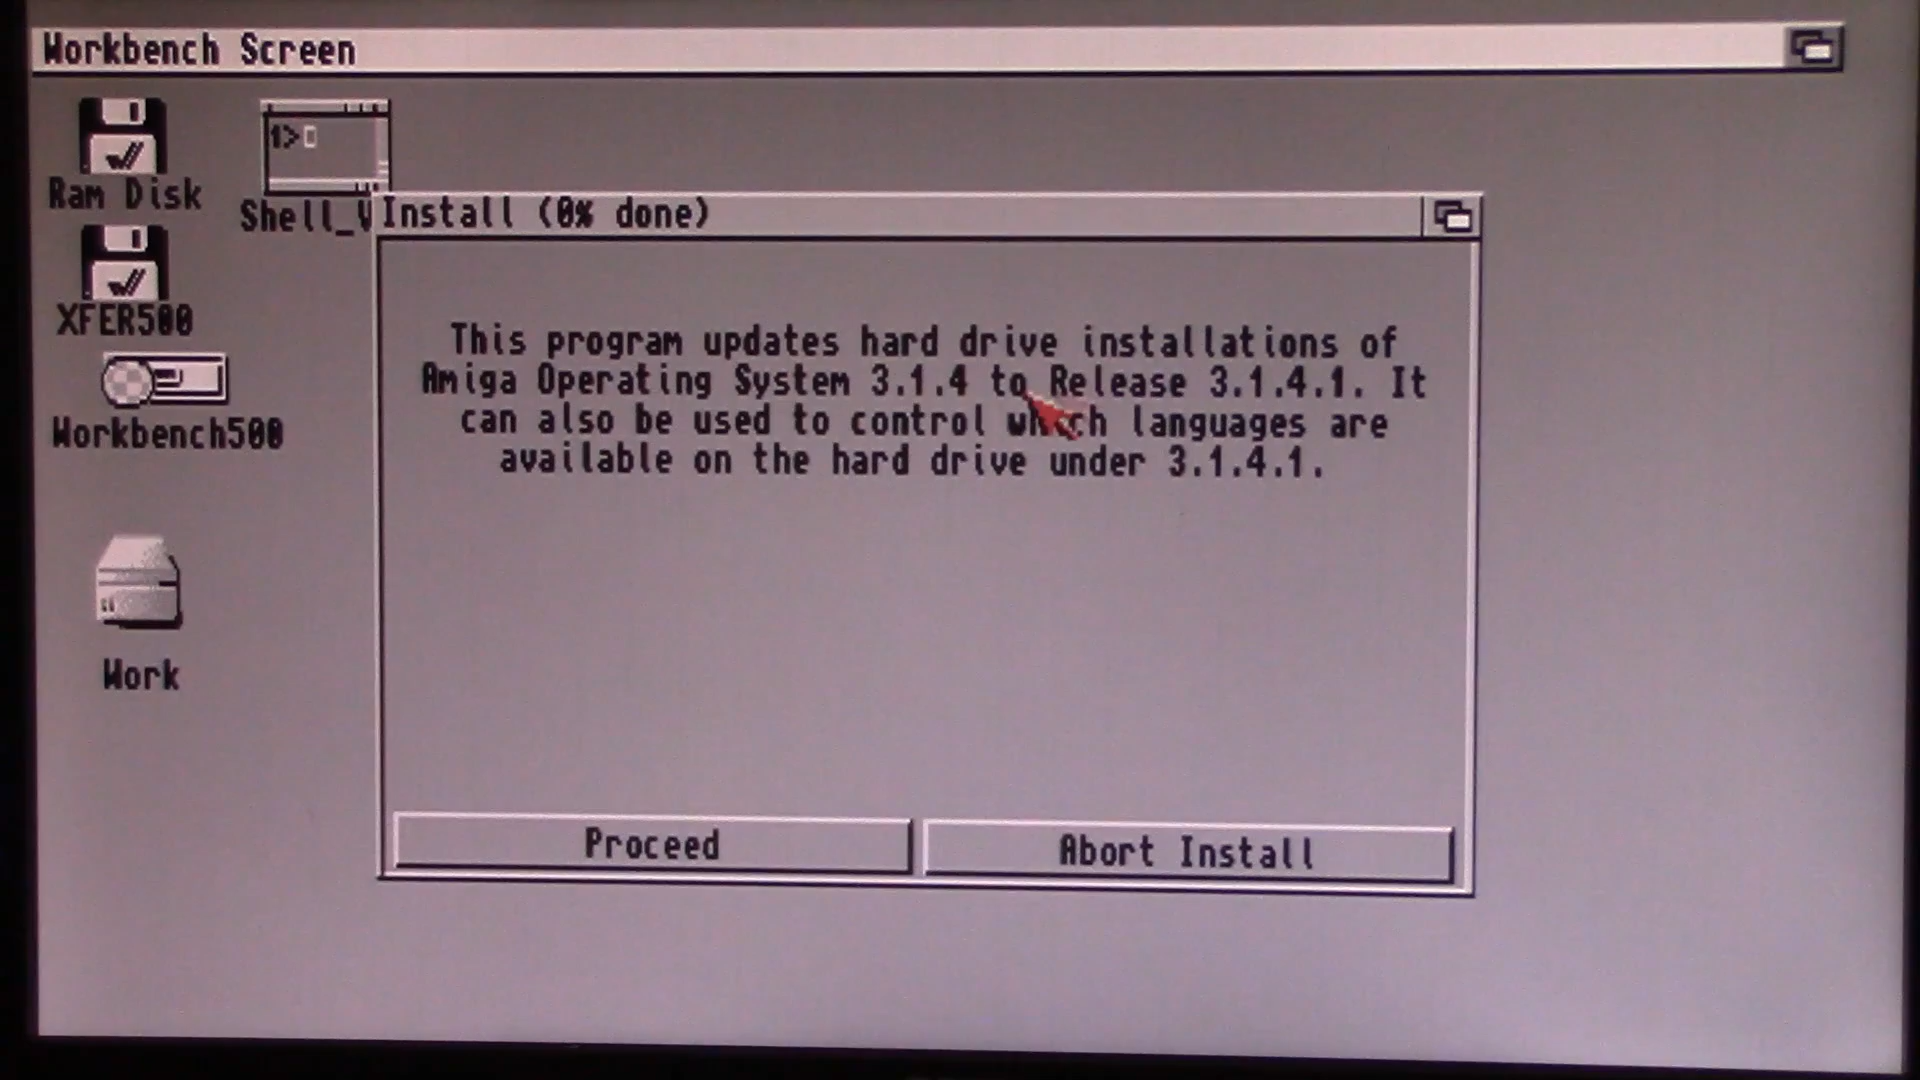 Workbench Screen
1>
Ram Disk
Install (0% done)
XFER500
Workbench500
Work
This program updates hard drive installations of
Amiga Operating System 3.1.4 to Release 3.1.4.1. It
can also be used to control which languages are
available on the hard drive under 3.1.4.1.
Proceed
Abort Install